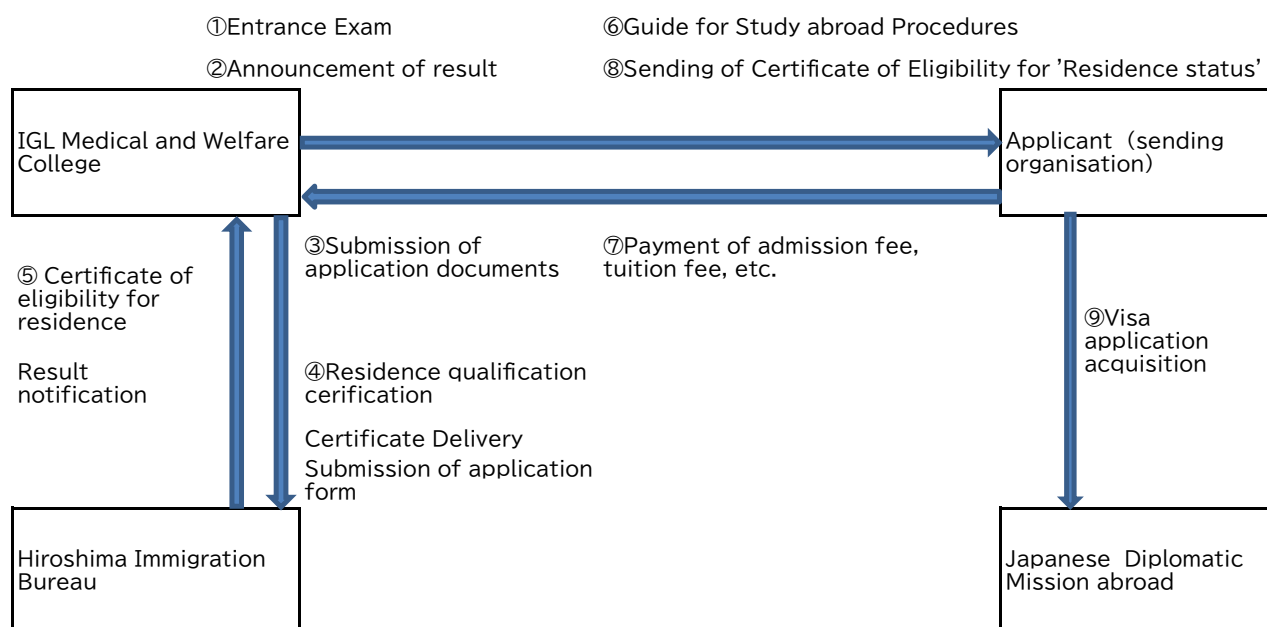 ①Entrance Exam
⑥Guide for Study abroad Procedures
②Announcement of result
⑧Sending of Certificate of Eligibility for ’Residence status’
IGL Medical and Welfare
College
Applicant（sending
organisation）
③Submission of
application documents
⑦Payment of admission fee,
tuition fee, etc.
⑤ Certificate of
eligibility for
residence
Result
notification
④Residence qualification
cerification
Certificate Delivery
Submission of application
form
⑨Visa
application
acquisition
Hiroshima Immigration
Bureau
Japanese Diplomatic
Mission abroad